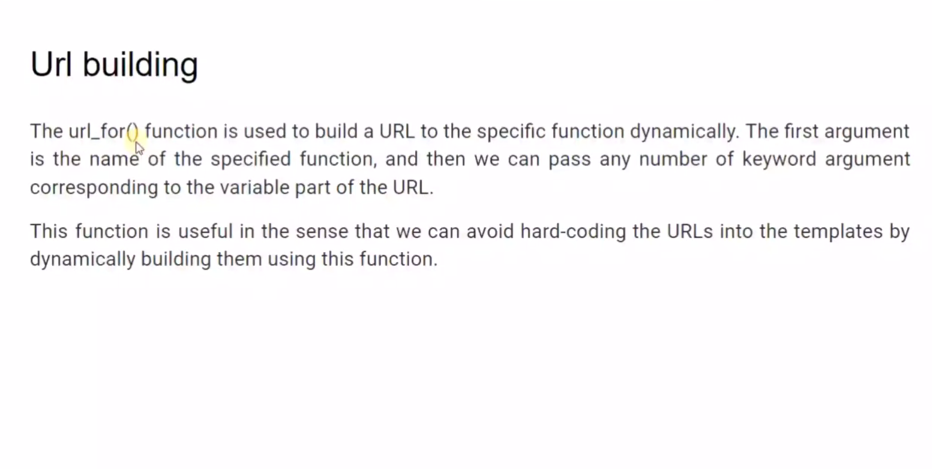 Url building
The url_for() function is used to build a URL to the specific function dynamically. The first argument
is the name of the specified function, and then we can pass any number of keyword argument
corresponding to the variable part of the URL.
This function is useful in the sense that we can avoid hard-coding the URLs into the templates by
dynamically building them using this function.